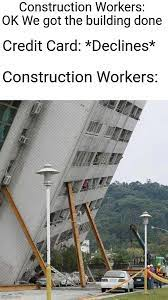 Construction Workers:
OK We got the building done
Credit Card: *Declines*
Construction Workers: